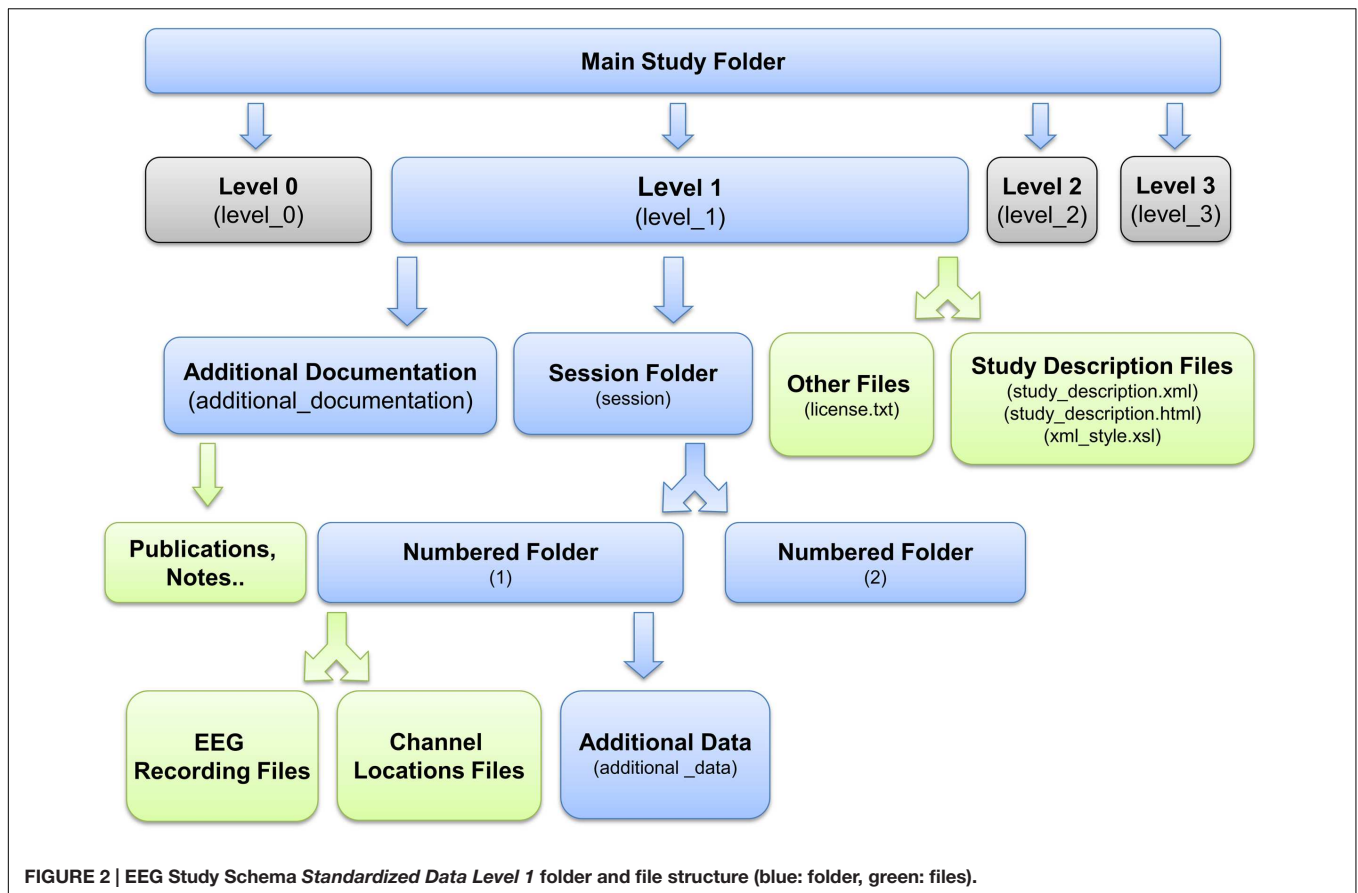 Main Study Folder
Level 0
(level_0)
Level 1
(level_1)
Level 2
(level_2)
Level 3
(level_3)
Additional Documentation
(additional_documentation)
Session Folder
(session)
Other Files
(license.txt)
Study Description Files
(study_description.xml)
(study_description.html)
(xml_style.xsl)
Publications,
Notes..
Numbered Folder
(1)
Numbered Folder
(2)
EEG
Recording Files
Channel
Locations Files
Additional Data
(additional _data)
FIGURE 2 | EEG Study Schema Standardized Data Level 1 folder and file structure (blue: folder, green: files).